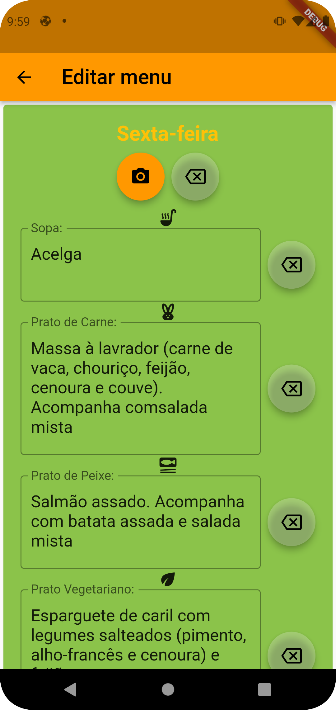 9:59
DEBUG
Editar menu
Sexta-feira
Sopa:
Acelga
Prato de Carne:
Massa à lavrador (carne de
vaca, chouriço, feijão,
cenoura e couve).
Acompanha comsalada
mista
Prato de Peixe:
Salmão assado. Acompanha
com batata assada e salada
mista
Prato Vegetariano:
Esparguete de caril com
legumes salteados (pimento,
alho-francês e cenoura) e